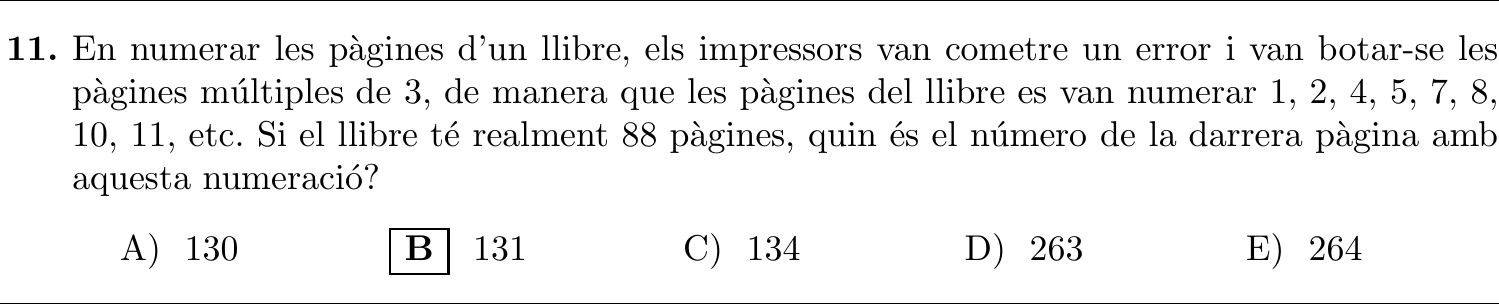 11. En numerar les pàgines d'un llibre, els impressors van cometre un error i van botar-se les
pàgines múltiples de 3, de manera que les pàgines del llibre es van numerar 1, 2, 4, 5, 7, 8,
10, 11, etc. Si el llibre té realment 88 pàgines, quin és el número de la darrera pàgina amb
aquesta numeració?
A) 130 B 131 C) 134 D) 263 E) 264